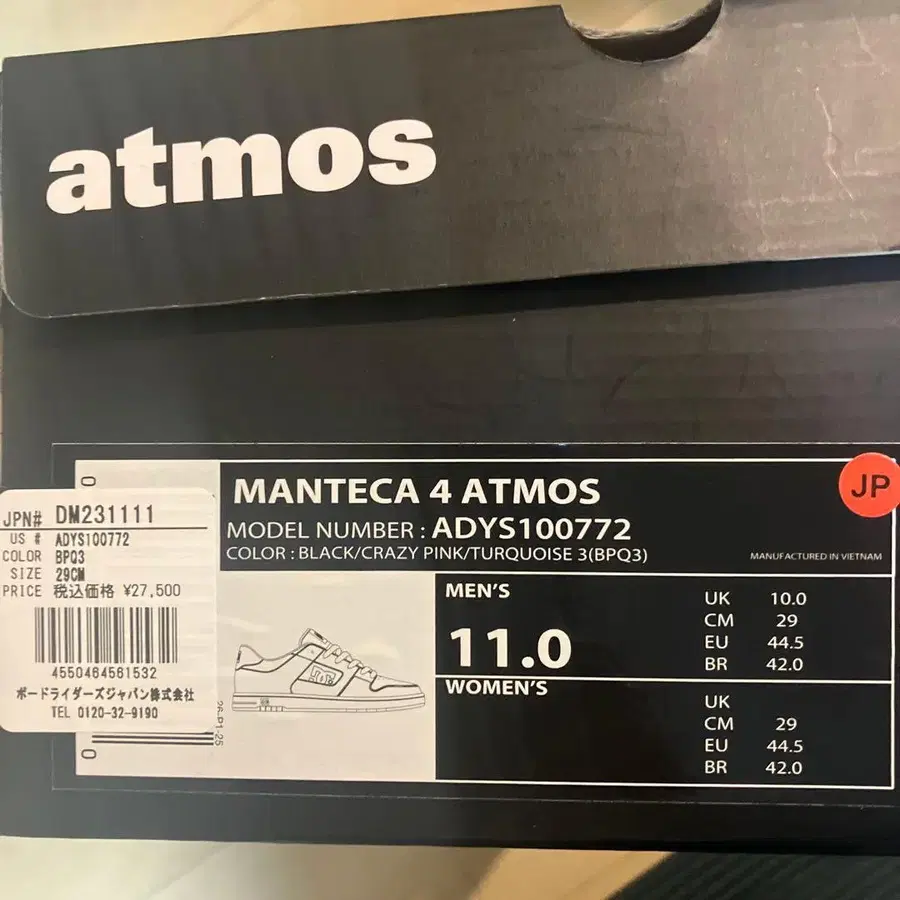 atmos
JP
MANTECA 4 ATMOS
MODEL NUMBER : ADYS100772
COLOR : BLACK/CRAZY PINK/TURQUOISE 3(BPQ3)
MANUFACTURED IN VIETNAM
JPN# DM231111
US # ADYS100772
COLOR BPQ3
SIZE 29CM
PRICE 税込価格 ¥27,500
4550464561532
ボードライダーズジャパン株式会社
TEL 0120-32-9190
0
0
MEN'S
11.0
UK 10.0
CM 29
EU 44.5
BR 42.0
WOMEN'S
UK
CM 29
EU 44.5
BR 42.0